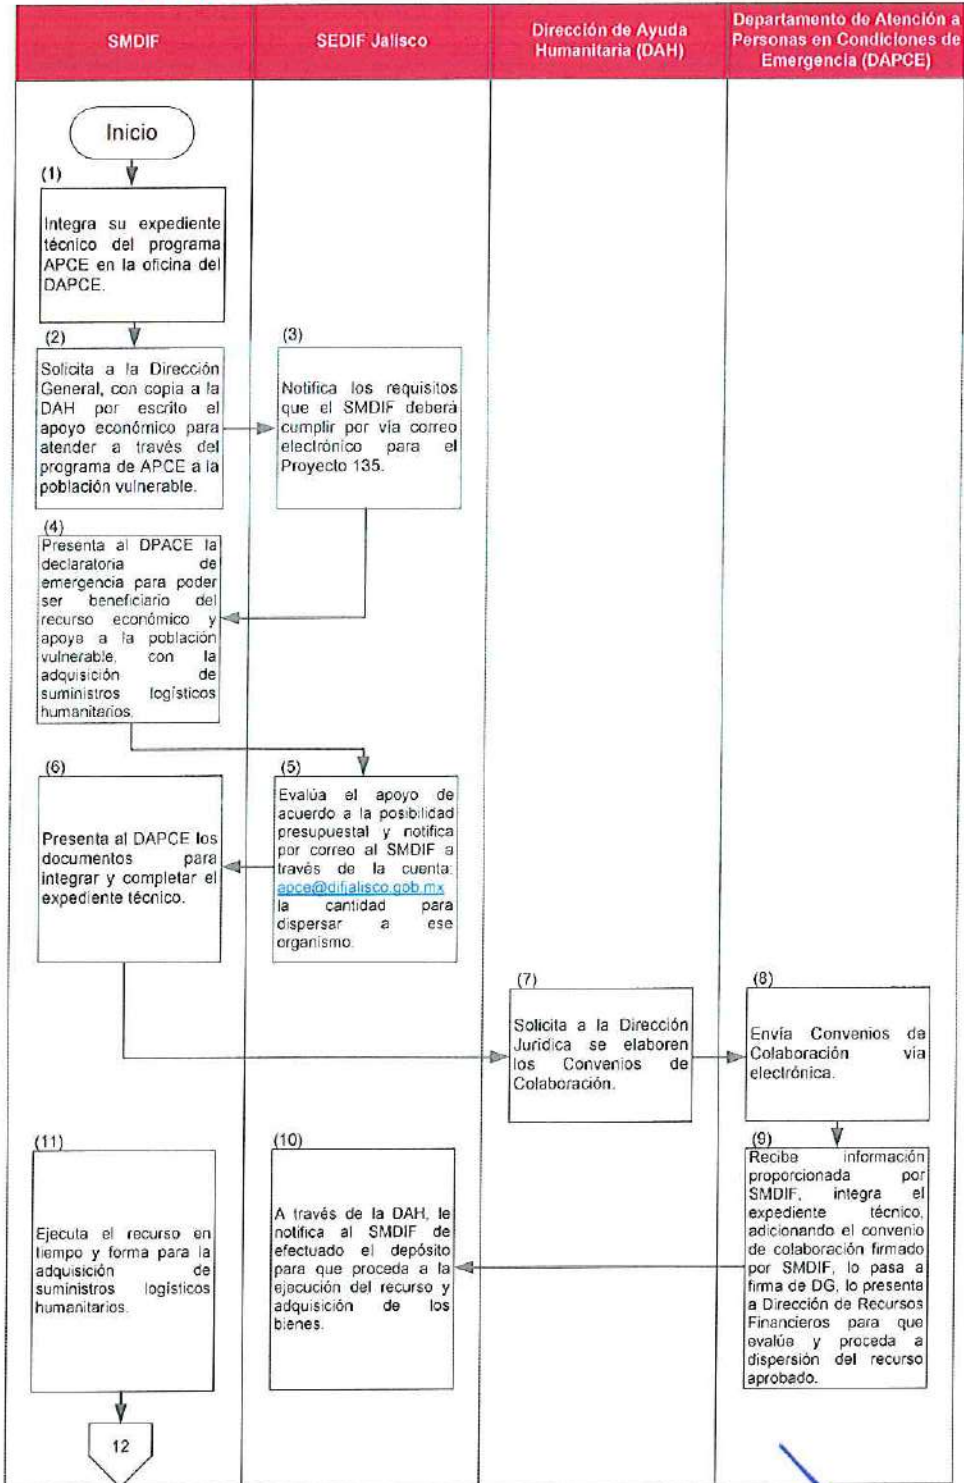 SMDIF
SEDIF Jalisco
Dirección de Ayuda
Humanitaria (DAH)
Departamento de Atención a
Personas en Condiciones de
Emergencia (DAPCE)
Inicio
(1)
Integra su expediente
técnico del programa
APCE en la oficina del
DAPCE.
(2)
Solicita a la Dirección
General, con copia a la
DAH por escrito el
apoyo económico para
atender a través del
programa de APCE a la
población vulnerable.
(3)
Notifica los requisitos
que el SMDIF deberá
cumplir por vía correo
electrónico para el
Proyecto 135.
(4)
Presenta al DPACE la
declaratoria de
emergencia para poder
ser beneficiario del
recurso económico y
apoya a la población
vulnerable, con la
adquisición de
suministros logísticos
humanitarios.
(5)
Evalúa el apoyo de
acuerdo a la posibilidad
presupuestal y notifica
por correo al SMDIF a
través de la cuenta:
apce@difjalisco.gob.mx
la cantidad para
dispersar a ese
organismo.
(6)
Presenta al DAPCE los
documentos para
integrar y completar el
expediente técnico.
(7)
Solicita a la Dirección
Jurídica se elaboren
los Convenios de
Colaboración.
(8)
Envía Convenios de
Colaboración vía
electrónica.
(9)
Recibe información
proporcionada por
SMDIF, integra el
expediente técnico,
adicionando el convenio
de colaboración firmado
por SMDIF, lo pasa a
firma de DG, lo presenta
a Dirección de Recursos
Financieros para que
evalúe y proceda a
dispersión del recurso
aprobado.
(10)
A través de la DAH, le
notifica al SMDIF de
efectuado el depósito
para que proceda a la
ejecución del recurso y
adquisición de los
bienes.
(11)
Ejecuta el recurso en
tiempo y forma para la
adquisición de
suministros logísticos
humanitarios.
12